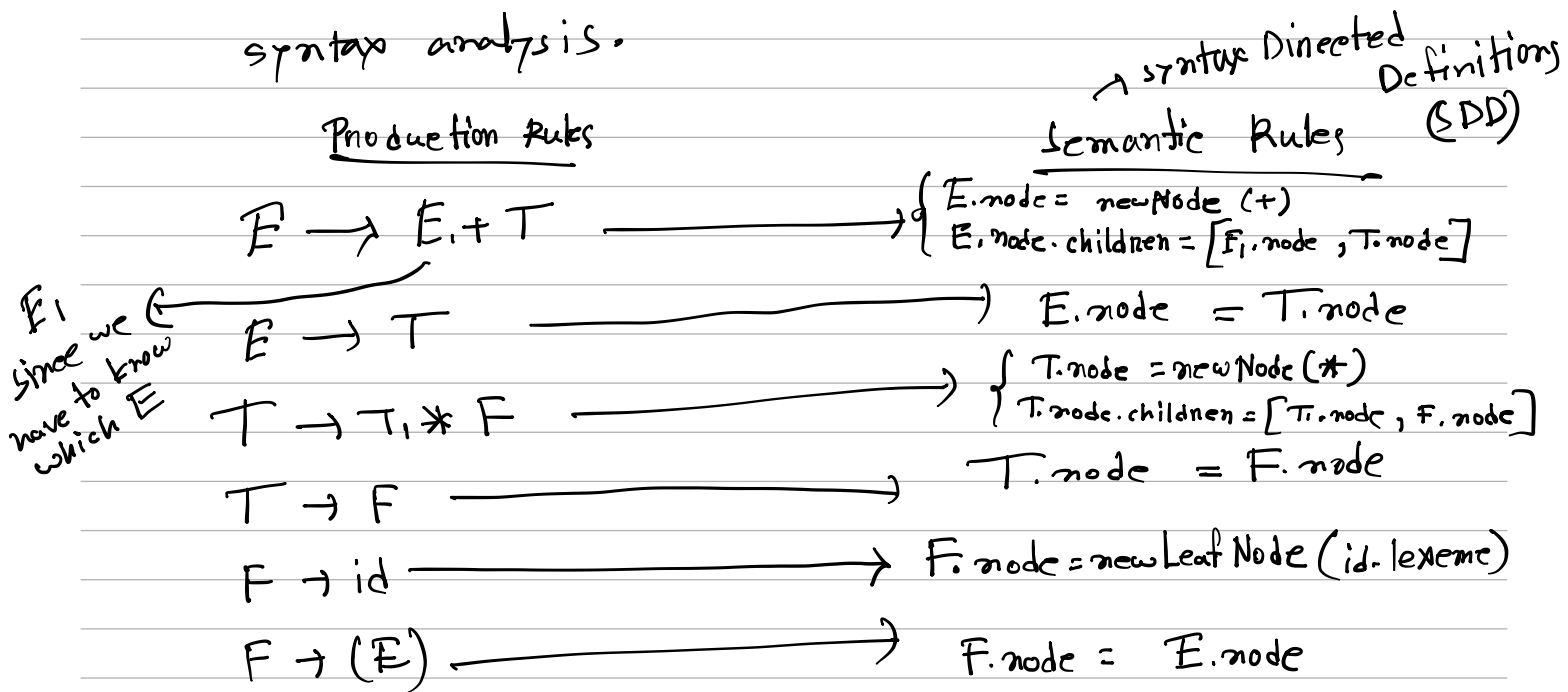 syntax analysis.
→ syntax Directed
Definitions
(SDD)
Production Rules
Semantic Rules
E → E₁ + T → { E.node = newNode (+)
E.node.children = [E₁.node , T.node]
E₁
since we
have to know
which E
E → T → E.node = T.node
T → T₁ * F → { T.node = newNode (*)
T.node.children = [T₁.node , F.node]
T → F → T.node = F.node
F → id → F.node = newLeafNode (id.lexeme)
F → (E) → F.node = E.node